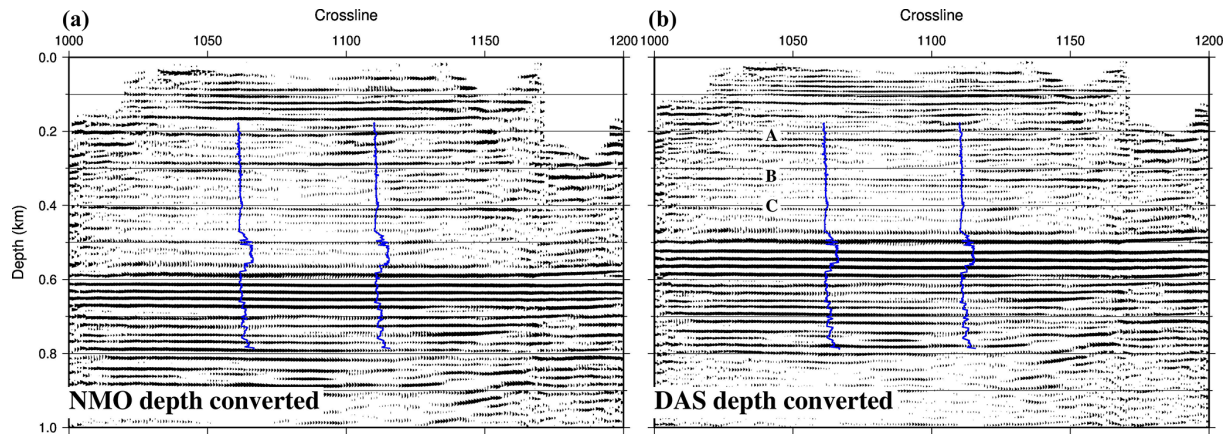 (a)
Crossline
1000 1050 1100 1150 1200
Depth (km)
0.0
0.2
0.4
0.6
0.8
1.0
NMO depth converted
(b)
Crossline
1000 1050 1100 1150 1200
A
B
C
DAS depth converted